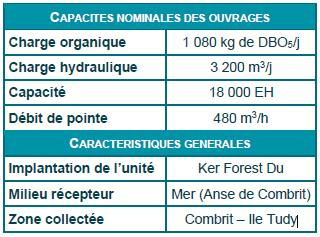 CAPACITES NOMINALES DES OUVRAGES
Charge organique 1 080 kg de DBO₅/j
Charge hydraulique 3 200 m³/j
Capacité 18 000 EH
Débit de pointe 480 m³/h
CARACTERISTIQUES GENERALES
Implantation de l'unité Ker Forest Du
Milieu récepteur Mer (Anse de Combrit)
Zone collectée Combrit – Ile Tudy